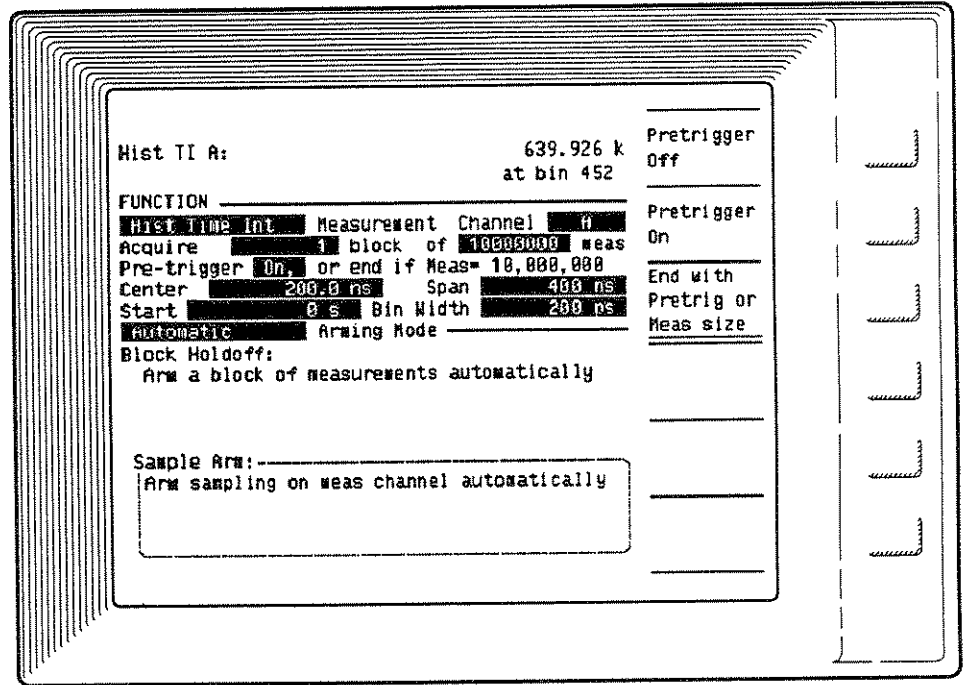 Hist TI A: 639.926 k
at bin 452
FUNCTION
Hist Time Int Measurement Channel A
Acquire 1 block of 10000000 meas
Pre-trigger On, or end if Meas= 10,000,000
Center 200.0 ns Span 400 ns
Start 0 s Bin Width 200 ps
Automatic Arming Mode
Block Holdoff:
Arm a block of measurements automatically
Sample Arm:
Arm sampling on meas channel automatically
Pretrigger
Off
Pretrigger
On
End with
Pretrig or
Meas size